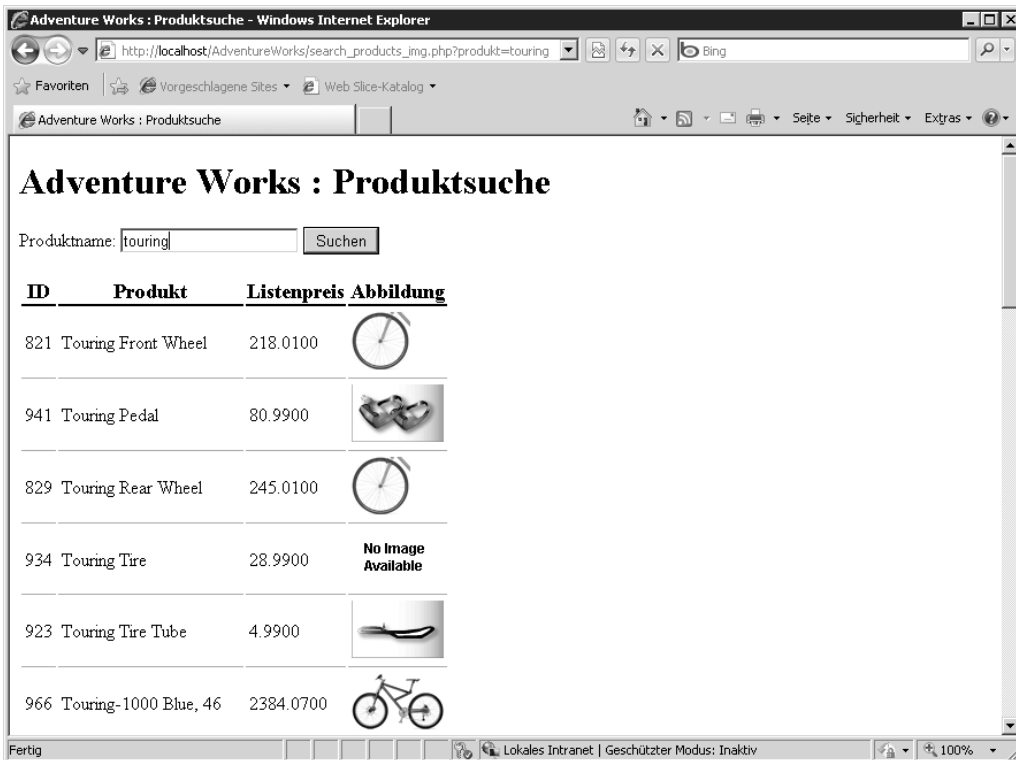 Adventure Works : Produktsuche - Windows Internet Explorer
http://localhost/AdventureWorks/search_products_img.php?produkt=touring
Bing
Favoriten
Vorgeschlagene Sites
Web Slice-Katalog
Adventure Works : Produktsuche
Seite
Sicherheit
Extras
Adventure Works : Produktsuche
Produktname: touring Suchen
ID Produkt Listenpreis Abbildung
821 Touring Front Wheel 218.0100
941 Touring Pedal 80.9900
829 Touring Rear Wheel 245.0100
934 Touring Tire 28.9900 No Image Available
923 Touring Tire Tube 4.9900
966 Touring-1000 Blue, 46 2384.0700
Fertig
Lokales Intranet | Geschützter Modus: Inaktiv
100%